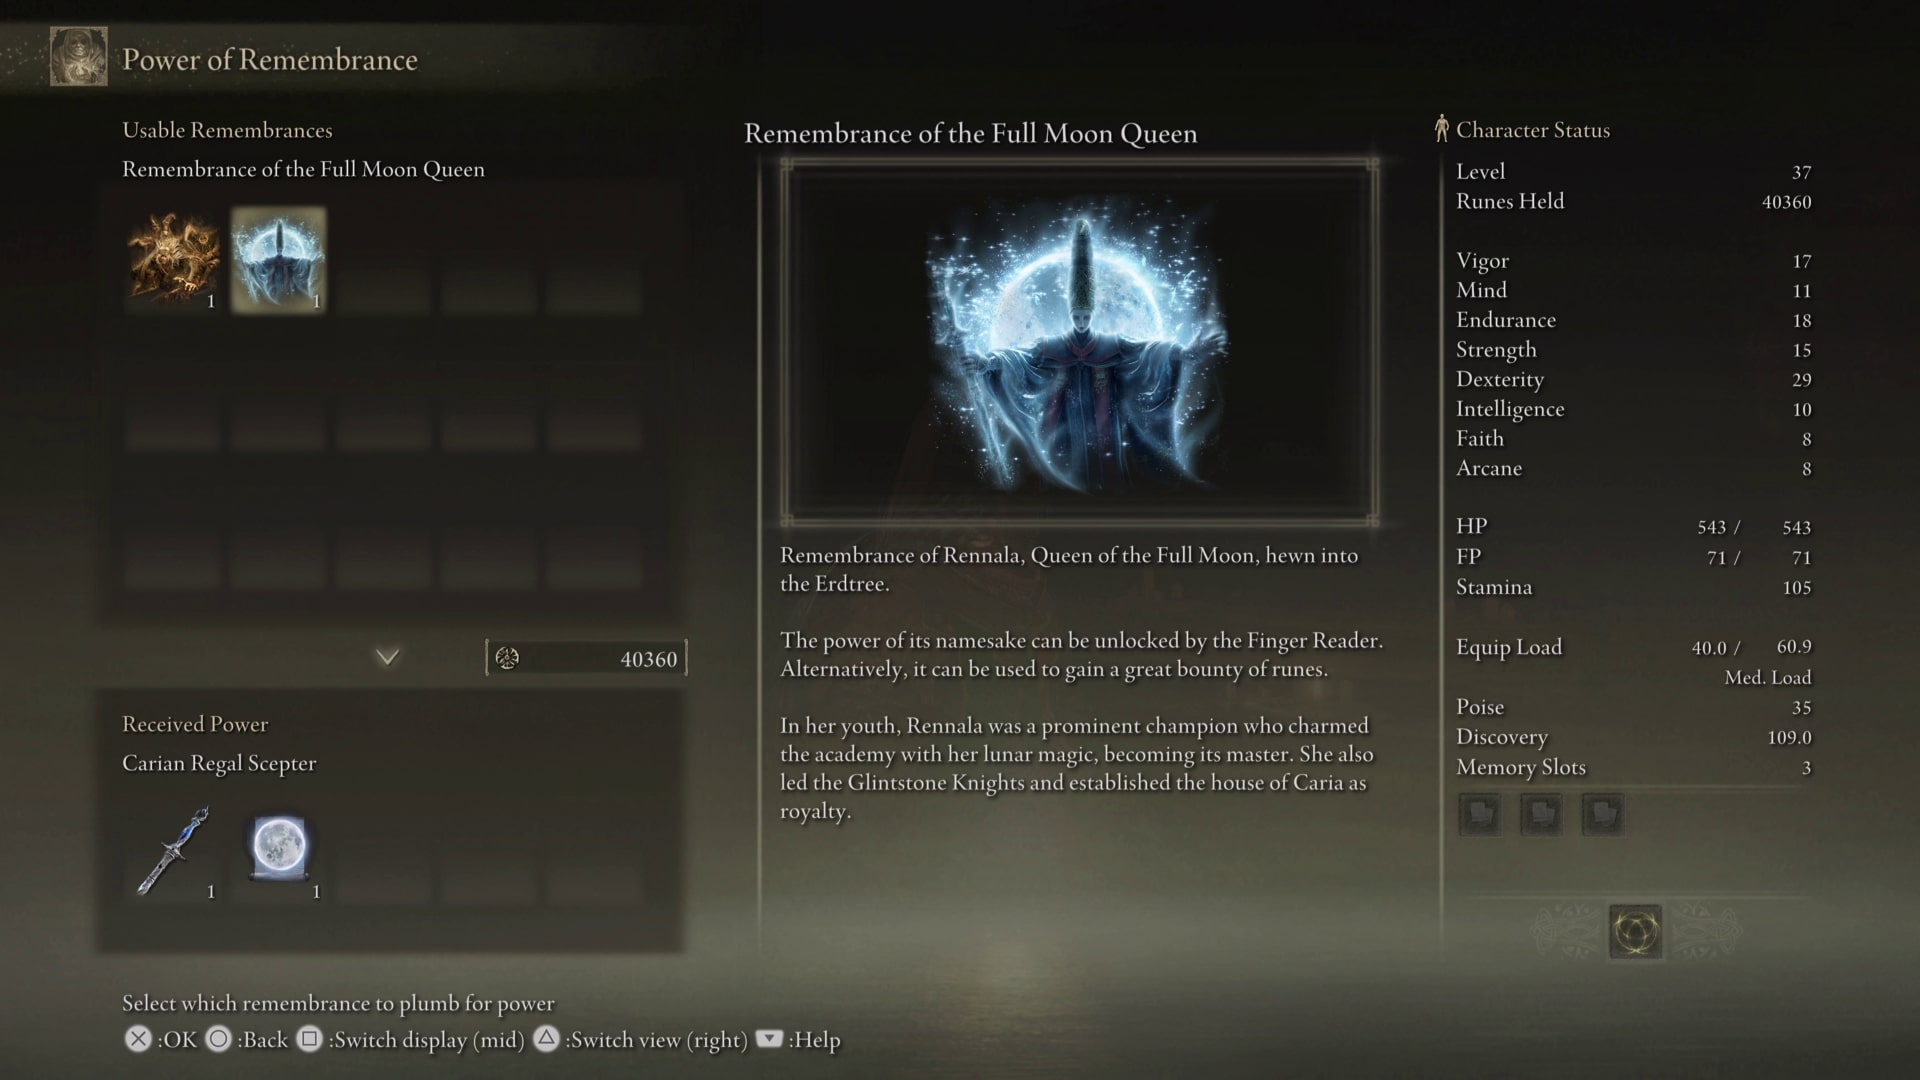 Power of Remembrance
Usable Remembrances
Remembrance of the Full Moon Queen
1
1
40360
Received Power
Carian Regal Scepter
1
1
Remembrance of the Full Moon Queen
Remembrance of Rennala, Queen of the Full Moon, hewn into
the Erdtree.
The power of its namesake can be unlocked by the Finger Reader.
Alternatively, it can be used to gain a great bounty of runes.
In her youth, Rennala was a prominent champion who charmed
the academy with her lunar magic, becoming its master. She also
led the Glintstone Knights and established the house of Caria as
royalty.
Character Status
Level 37
Runes Held 40360
Vigor 17
Mind 11
Endurance 18
Strength 15
Dexterity 29
Intelligence 10
Faith 8
Arcane 8
HP 543 / 543
FP 71 / 71
Stamina 105
Equip Load 40.0 / 60.9
Med. Load
Poise 35
Discovery 109.0
Memory Slots 3
Select which remembrance to plumb for power
:OK :Back :Switch display (mid) :Switch view (right) :Help